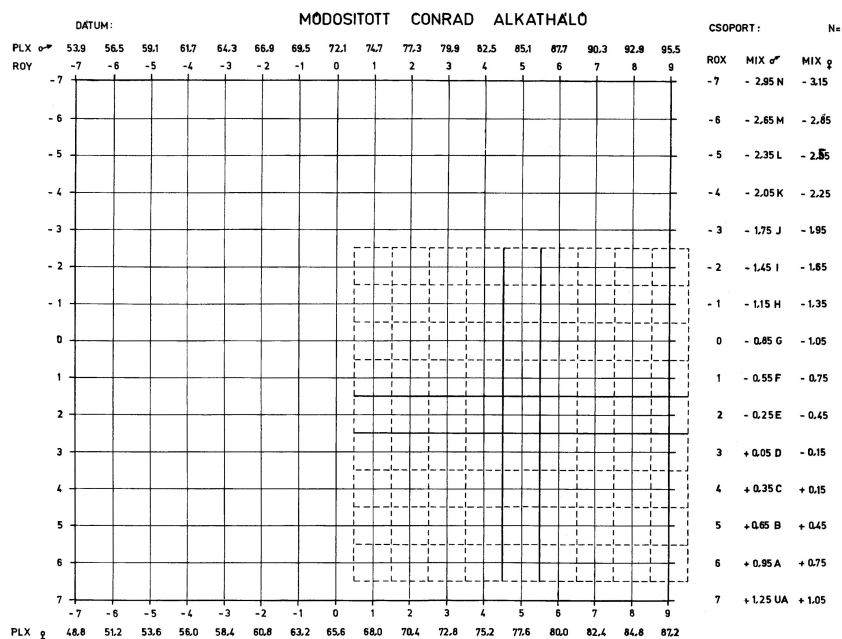 MÓDOSITOTT CONRAD ALKATHÁLÓ
DÁTUM: CSOPORT: N=
PLX ♂ 53.9 56.5 59.1 61.7 64.3 66.9 69.5 72.1 74.7 77.3 79.9 82.5 85.1 87.7 90.3 92.9 95.5
ROY -7 -6 -5 -4 -3 -2 -1 0 1 2 3 4 5 6 7 8 9 ROX MIX ♂ MIX ♀
-7 -7 - 2.95 N - 3.15
-6 -6 - 2.65 M - 2.85
-5 -5 - 2.35 L
-4 -4 - 2.05 K - 2.25
-3 -3 - 1.75 J - 1.95
-2 -2 - 1.45 I - 1.65
-1 -1 - 1.15 H - 1.35
0 0 - 0.85 G - 1.05
1 1 - 0.55 F - 0.75
2 2 - 0.25 E - 0.45
3 3 + 0.05 D - 0.15
4 4 + 0.35 C + 0.15
5 5 + 0.65 B + 0.45
6 6 + 0.95 A + 0.75
7 7 + 1.25 UA + 1.05
-7 -6 -5 -4 -3 -2 -1 0 1 2 3 4 5 6 7 8 9
PLX ♀ 48.8 51.2 53.6 56.0 58.4 60.8 63.2 65.6 68.0 70.4 72.8 75.2 77.6 80.0 82.4 84.8 87.2